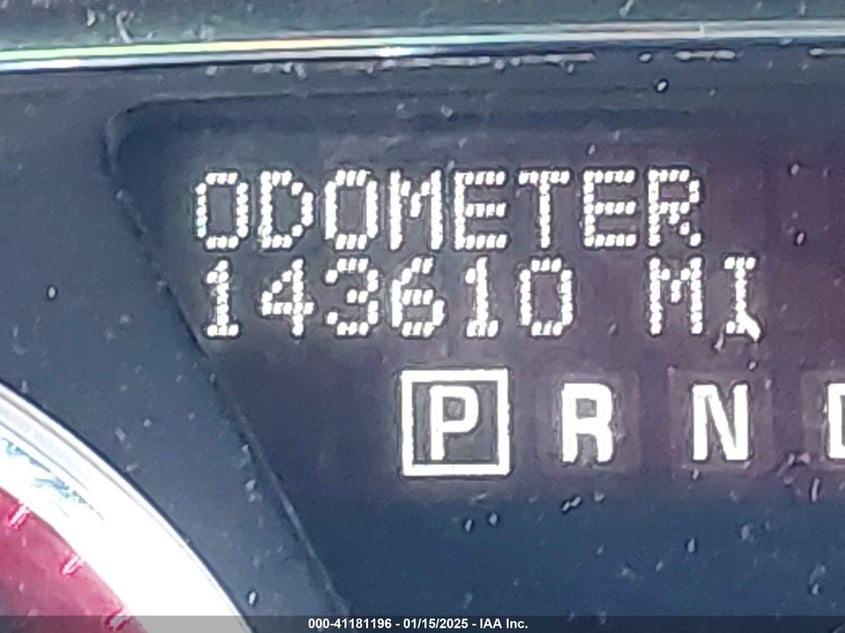 ODOMETER
143610 MI
P R N
000-41181196 - 01/15/2025 - IAA Inc.